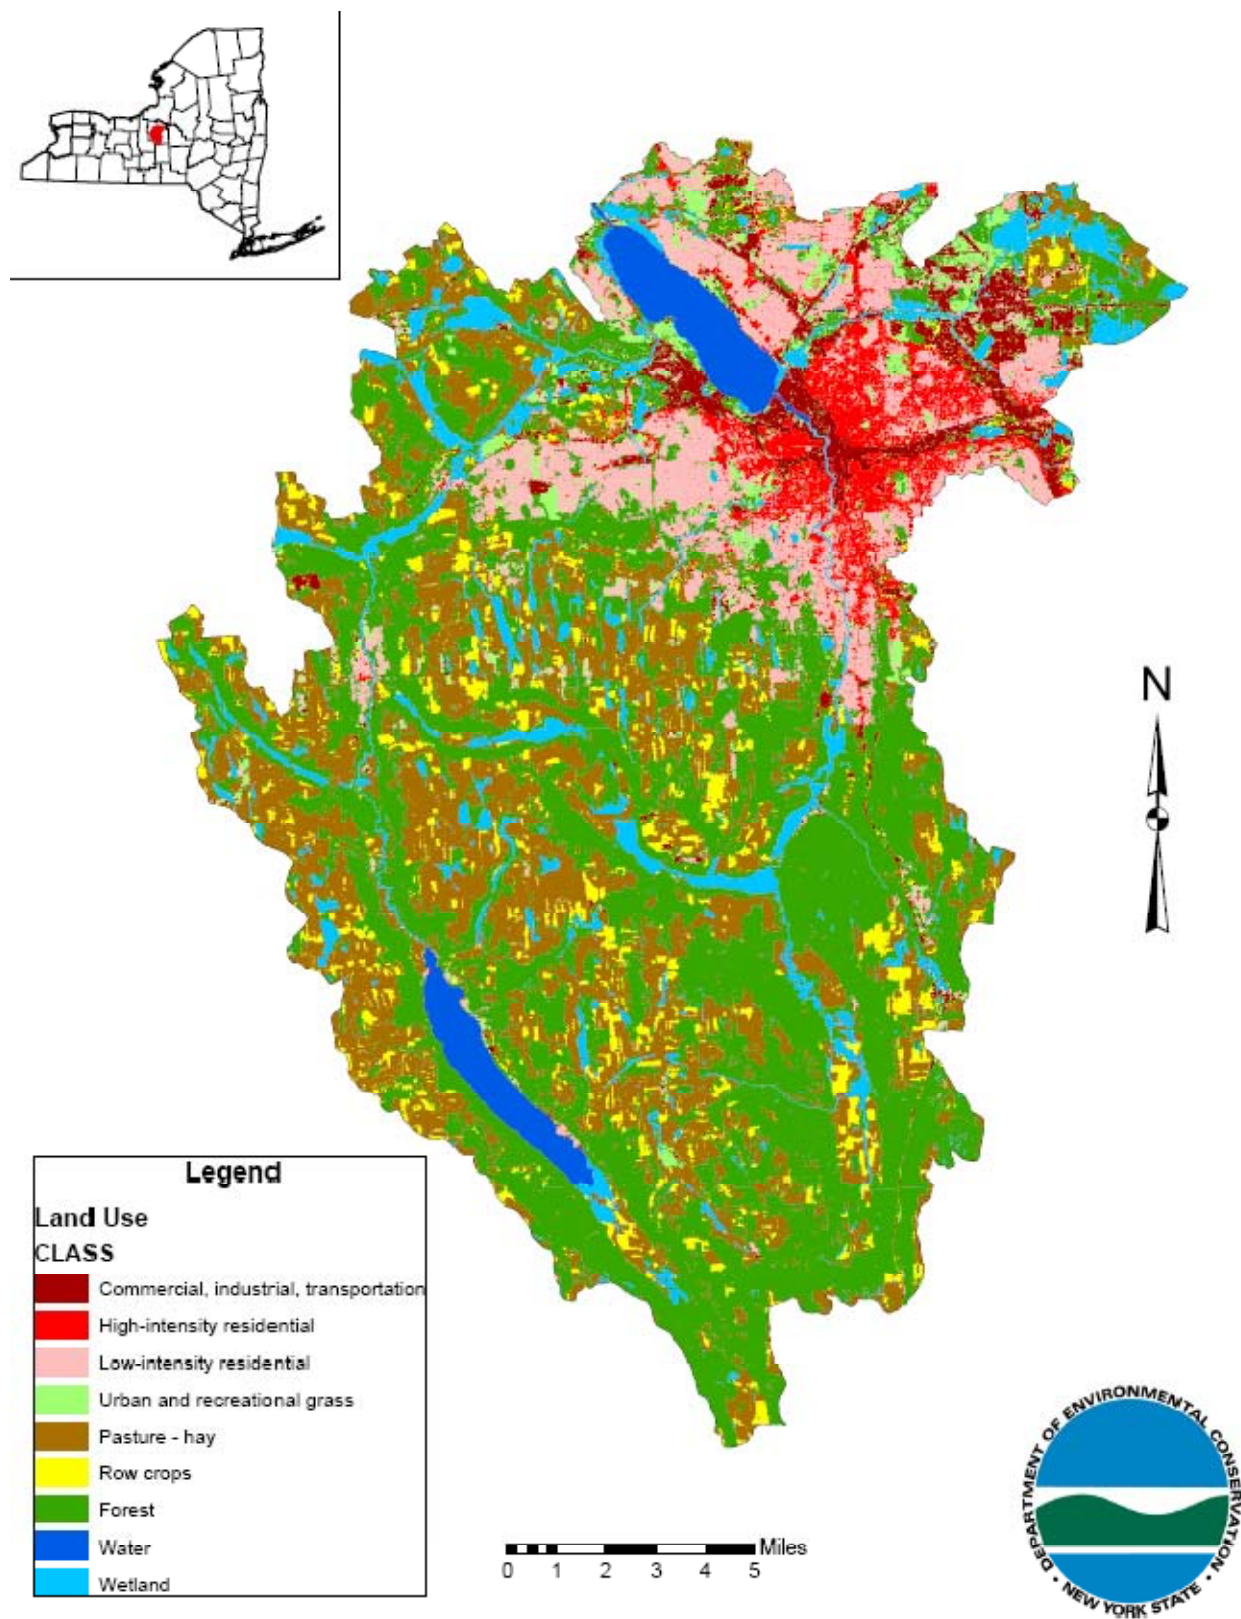 N
Legend
Land Use
CLASS
Commercial, industrial, transportation
High-intensity residential
Low-intensity residential
Urban and recreational grass
Pasture - hay
Row crops
Forest
Water
Wetland
Miles
0 1 2 3 4 5
DEPARTMENT OF ENVIRONMENTAL CONSERVATION
• NEW YORK STATE •